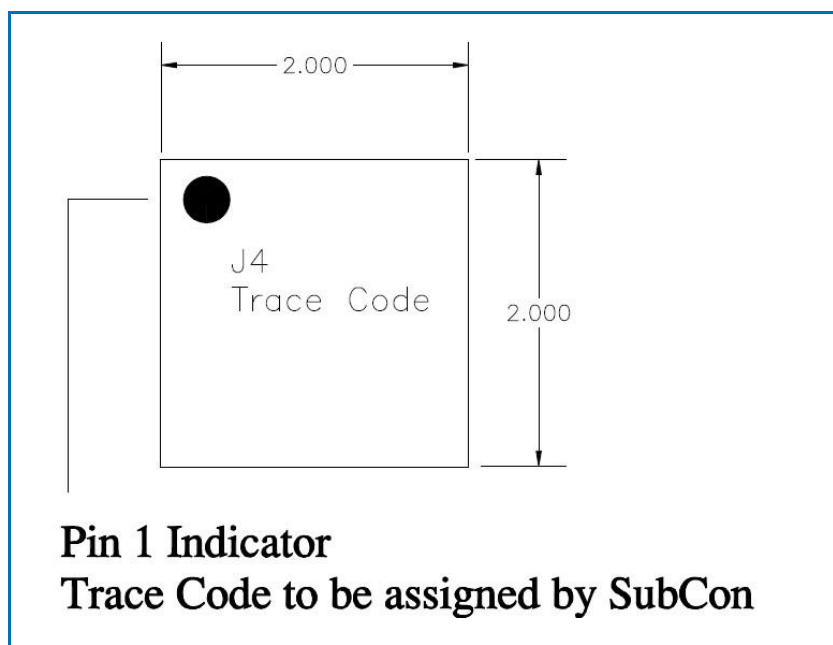 2.000
J4
Trace Code
2.000
Pin 1 Indicator
Trace Code to be assigned by SubCon